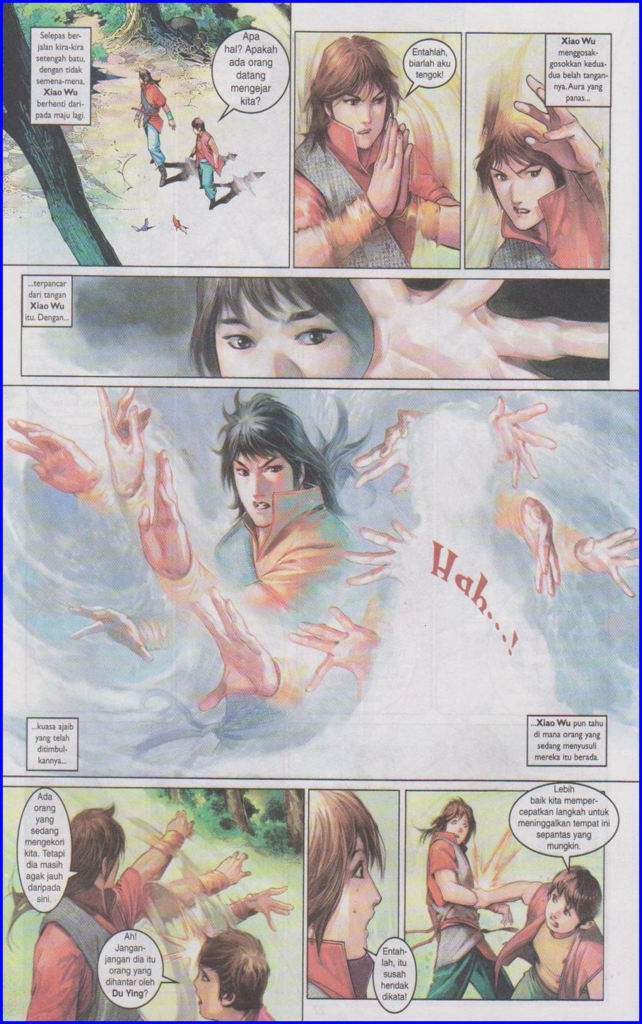 Selepas ber-
jalan kira-kira
setengah batu,
dengan tidak
semena-mena,
Xiao Wu
berhenti dari-
pada maju lagi.
Apa
hal? Apakah
ada orang
datang
mengejar
kita?
Entahlah,
biarlah aku
tengok!
Xiao Wu
menggosak-
gosokkan kedua-
dua belah tangan-
nya. Aura yang
panas...
...terpancar
dari tangan
Xiao Wu
itu. Dengan...
Hah...!
...kuasa ajaib
yang telah
ditimbul-
kannya...
...Xiao Wu pun tahu
di mana orang yang
sedang menyusuli
mereka itu berada.
Ada
orang
yang
sedang
mengekori
kita. Tetapi
dia masih
agak jauh
daripada
sini.
Ah!
Jangan-
jangan dia itu
orang yang
dihantar oleh
Du Ying?
Entah-
lah, itu
susah
hendak
dikata!
Lebih
baik kita memper-
cepatkan langkah untuk
meninggalkan tempat ini
sepantas yang
mungkin.